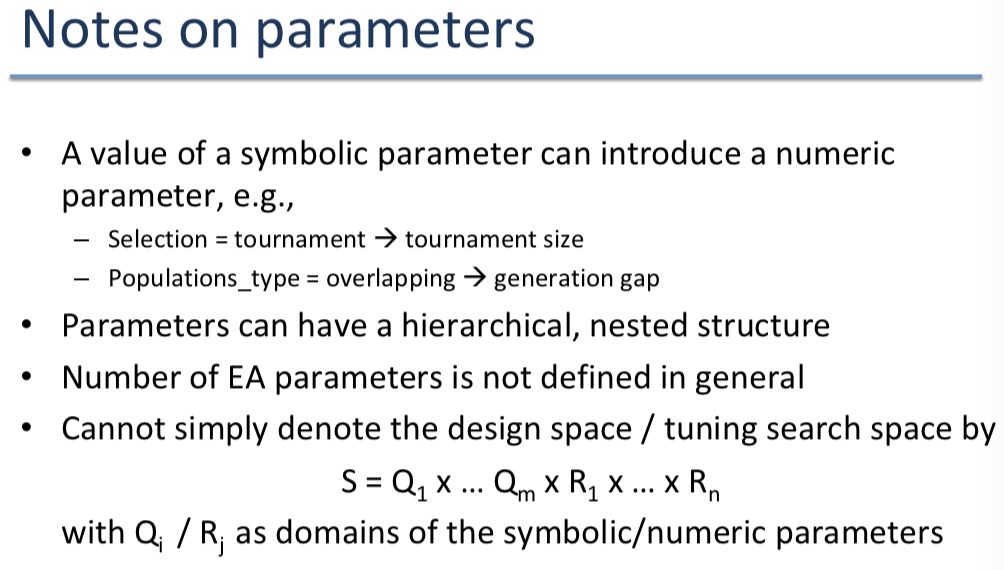 Notes on parameters
• A value of a symbolic parameter can introduce a numeric
parameter, e.g.,
– Selection = tournament → tournament size
– Populations_type = overlapping → generation gap
• Parameters can have a hierarchical, nested structure
• Number of EA parameters is not defined in general
• Cannot simply denote the design space / tuning search space by
S = Q₁ x … Qₘ x R₁ x … x Rₙ
with Qᵢ / Rⱼ as domains of the symbolic/numeric parameters